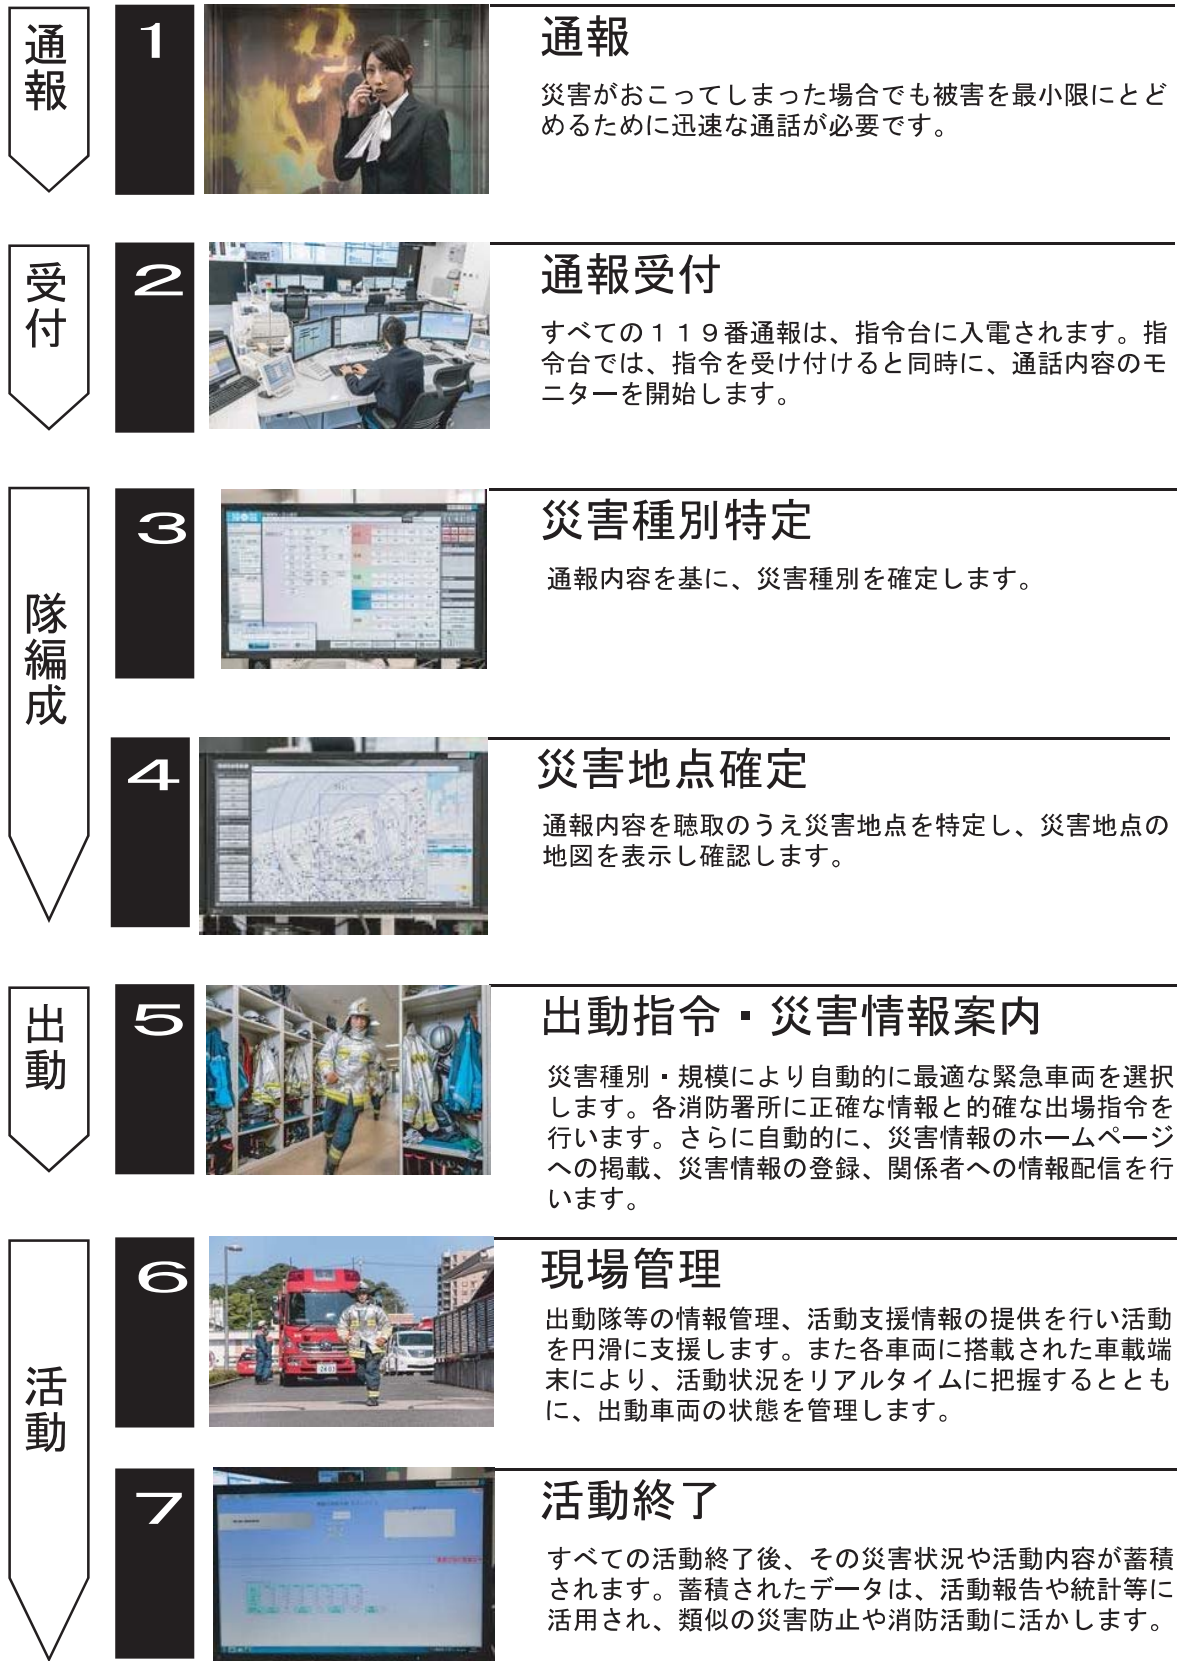 通報
1
通報
災害がおこってしまった場合でも被害を最小限にとど
めるために迅速な通話が必要です。
受付
2
通報受付
すべての１１９番通報は、指令台に入電されます。指
令台では、指令を受け付けると同時に、通話内容のモ
ニターを開始します。
隊編成
3
災害種別特定
通報内容を基に、災害種別を確定します。
4
災害地点確定
通報内容を聴取のうえ災害地点を特定し、災害地点の
地図を表示し確認します。
出動
5
出動指令・災害情報案内
災害種別・規模により自動的に最適な緊急車両を選択
します。各消防署所に正確な情報と的確な出場指令を
行います。さらに自動的に、災害情報のホームページ
への掲載、災害情報の登録、関係者への情報配信を行
います。
活動
6
現場管理
出動隊等の情報管理、活動支援情報の提供を行い活動
を円滑に支援します。また各車両に搭載された車載端
末により、活動状況をリアルタイムに把握するととも
に、出動車両の状態を管理します。
7
活動終了
すべての活動終了後、その災害状況や活動内容が蓄積
されます。蓄積されたデータは、活動報告や統計等に
活用され、類似の災害防止や消防活動に活かします。